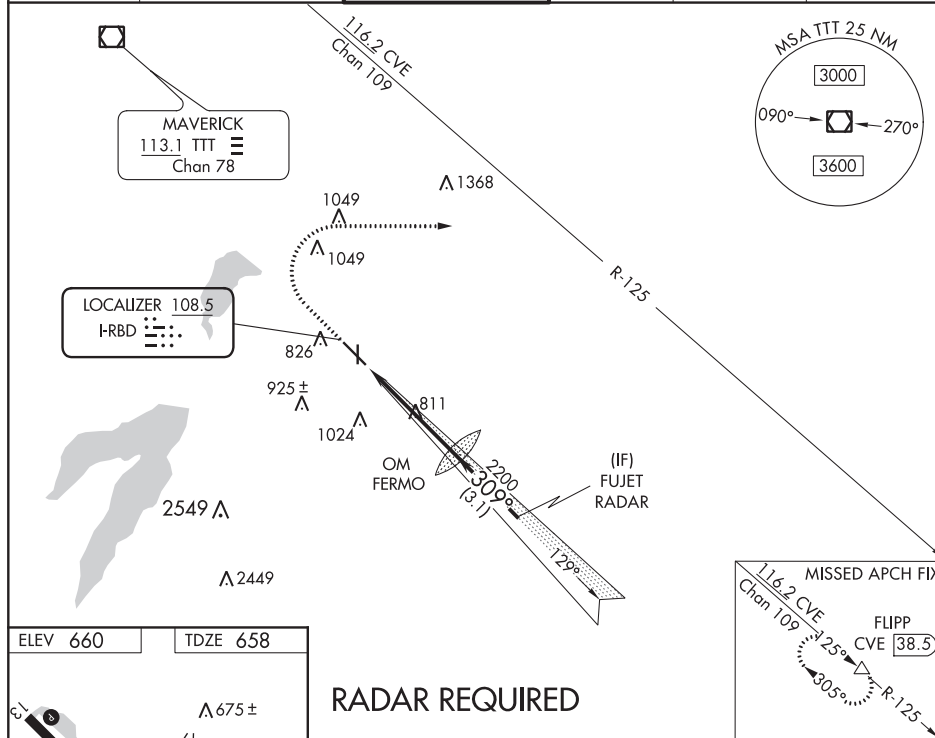 116.2 CVE
Chan 109
MAVERICK
113.1 TTT
Chan 78
MSA TTT 25 NM
3000
090°
270°
3600
1368
1049
1049
R-125
LOCALIZER 108.5
I-RBD
826
925 ±
811
1024
OM
FERMO
2200
309°
(3.1)
(IF)
FUJET
RADAR
129°
2549
2449
MISSED APCH FIX
116.2 CVE
Chan 109
FLIPP
CVE 38.5
125°
305°
R-125
ELEV 660
TDZE 658
RADAR REQUIRED
13
P
675 ±